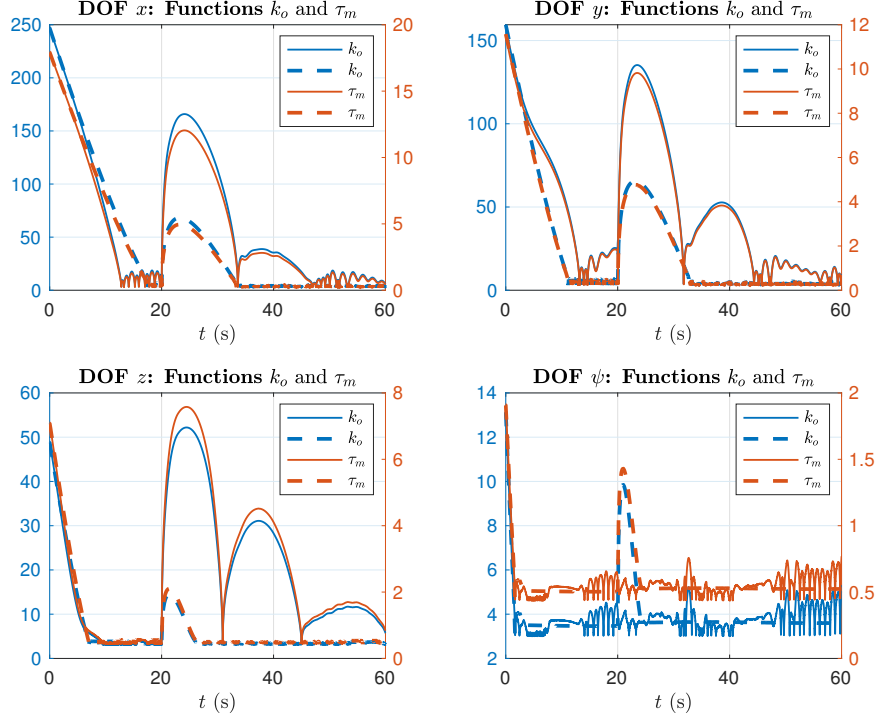 DOF x: Functions k_o and τ_m
250
200
150
100
50
0
20
15
10
5
0
k_o
k_o
τ_m
τ_m
0 20 40 60
t (s)
DOF y: Functions k_o and τ_m
150
100
50
0
12
10
8
6
4
2
0
k_o
k_o
τ_m
τ_m
0 20 40 60
t (s)
DOF z: Functions k_o and τ_m
60
50
40
30
20
10
0
8
6
4
2
0
k_o
k_o
τ_m
τ_m
0 20 40 60
t (s)
DOF ψ: Functions k_o and τ_m
14
12
10
8
6
4
2
2
1.5
1
0.5
0
k_o
k_o
τ_m
τ_m
0 20 40 60
t (s)